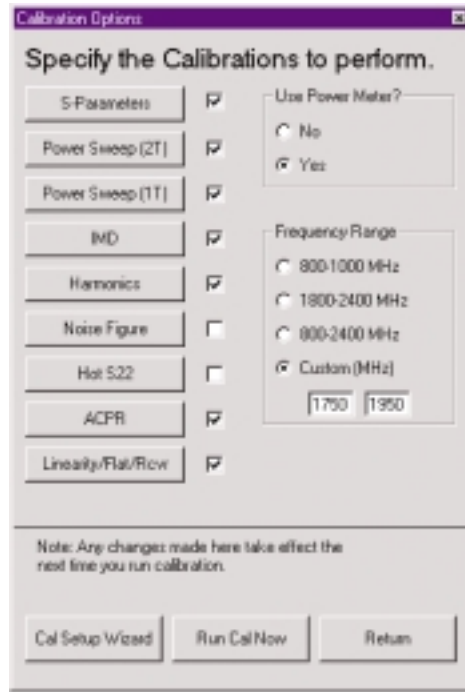 Calibration Options
Specify the Calibrations to perform.
S-Parameters
Power Sweep (2T)
Power Sweep (1T)
IMD
Harmonics
Noise Figure
Hot S22
ACPR
Linearity/Flat/Rcvr
Use Power Meter?
No
Yes
Frequency Range
800-1000 MHz
1800-2400 MHz
800-2400 MHz
Custom (MHz)
1750 1950
Note: Any changes made here take effect the
next time you run calibration.
Cal Setup Wizard
Run Cal Now
Return